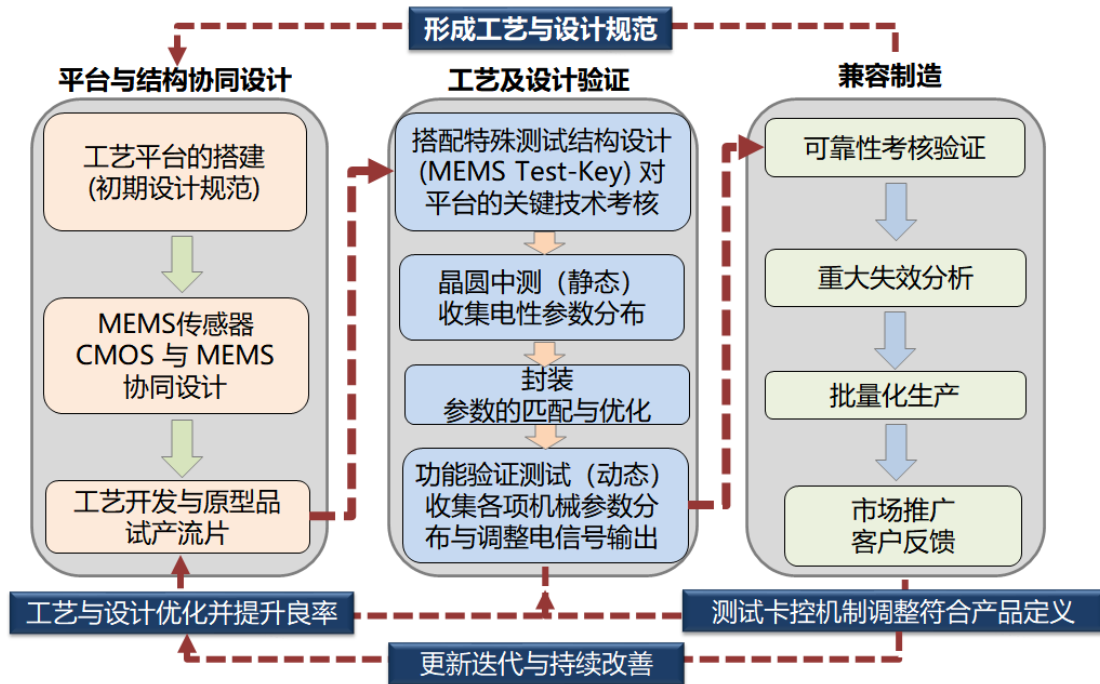 形成工艺与设计规范
平台与结构协同设计
工艺平台的搭建
(初期设计规范)
MEMS传感器
CMOS 与 MEMS
协同设计
工艺开发与原型品
试产流片
工艺及设计验证
搭配特殊测试结构设计
(MEMS Test-Key) 对
平台的关键技术考核
晶圆中测（静态）
收集电性参数分布
封装
参数的匹配与优化
功能验证测试（动态）
收集各项机械参数分
布与调整电信号输出
兼容制造
可靠性考核验证
重大失效分析
批量化生产
市场推广
客户反馈
工艺与设计优化并提升良率
测试卡控机制调整符合产品定义
更新迭代与持续改善